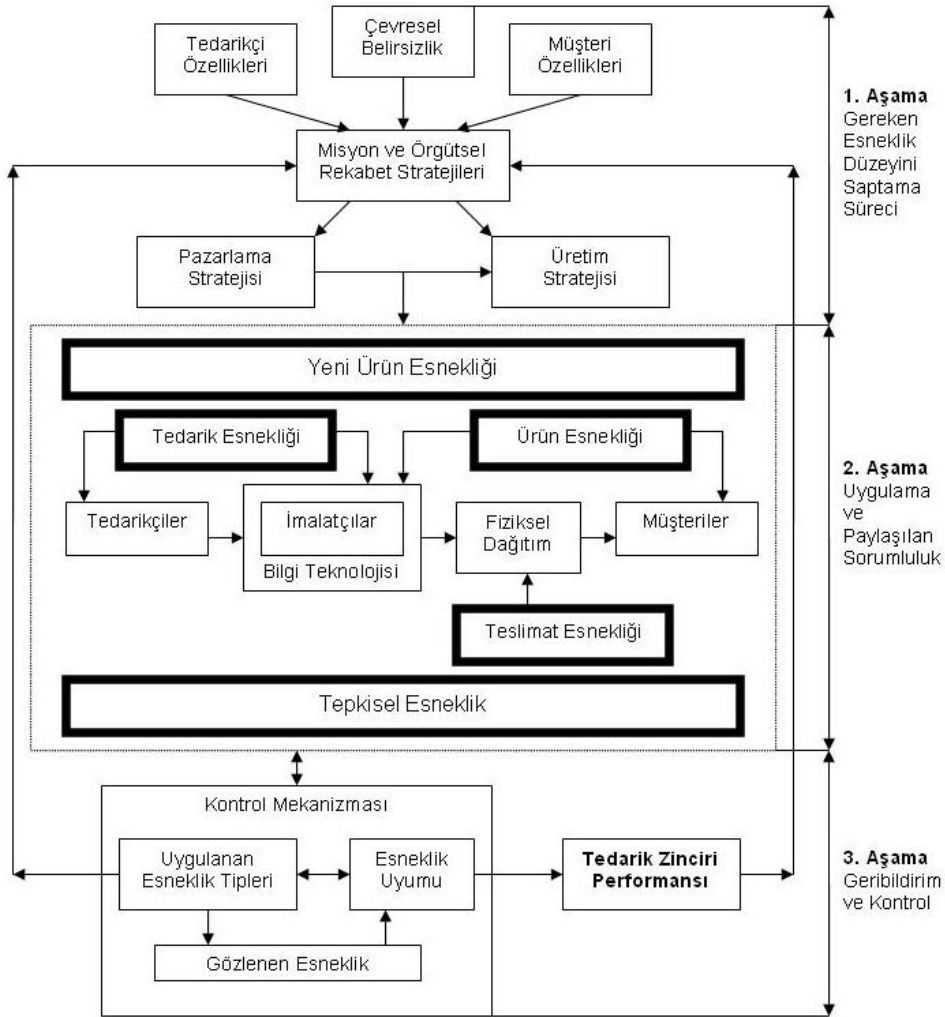 Tedarikçi
Özellikleri
Çevresel
Belirsizlik
Müşteri
Özellikleri
Misyon ve Örgütsel
Rekabet Stratejileri
Pazarlama
Stratejisi
Üretim
Stratejisi
1. Aşama
Gereken
Esneklik
Düzeyini
Saptama
Süreci
Yeni Ürün Esnekliği
Tedarik Esnekliği
Ürün Esnekliği
Tedarikçiler
İmalatçılar
Bilgi Teknolojisi
Fiziksel
Dağıtım
Müşteriler
Teslimat Esnekliği
Tepkisel Esneklik
2. Aşama
Uygulama
ve
Paylaşılan
Sorumluluk
Kontrol Mekanizması
Uygulanan
Esneklik Tipleri
Esneklik
Uyumu
Gözlenen Esneklik
Tedarik Zinciri
Performansı
3. Aşama
Geribildirim
ve Kontrol